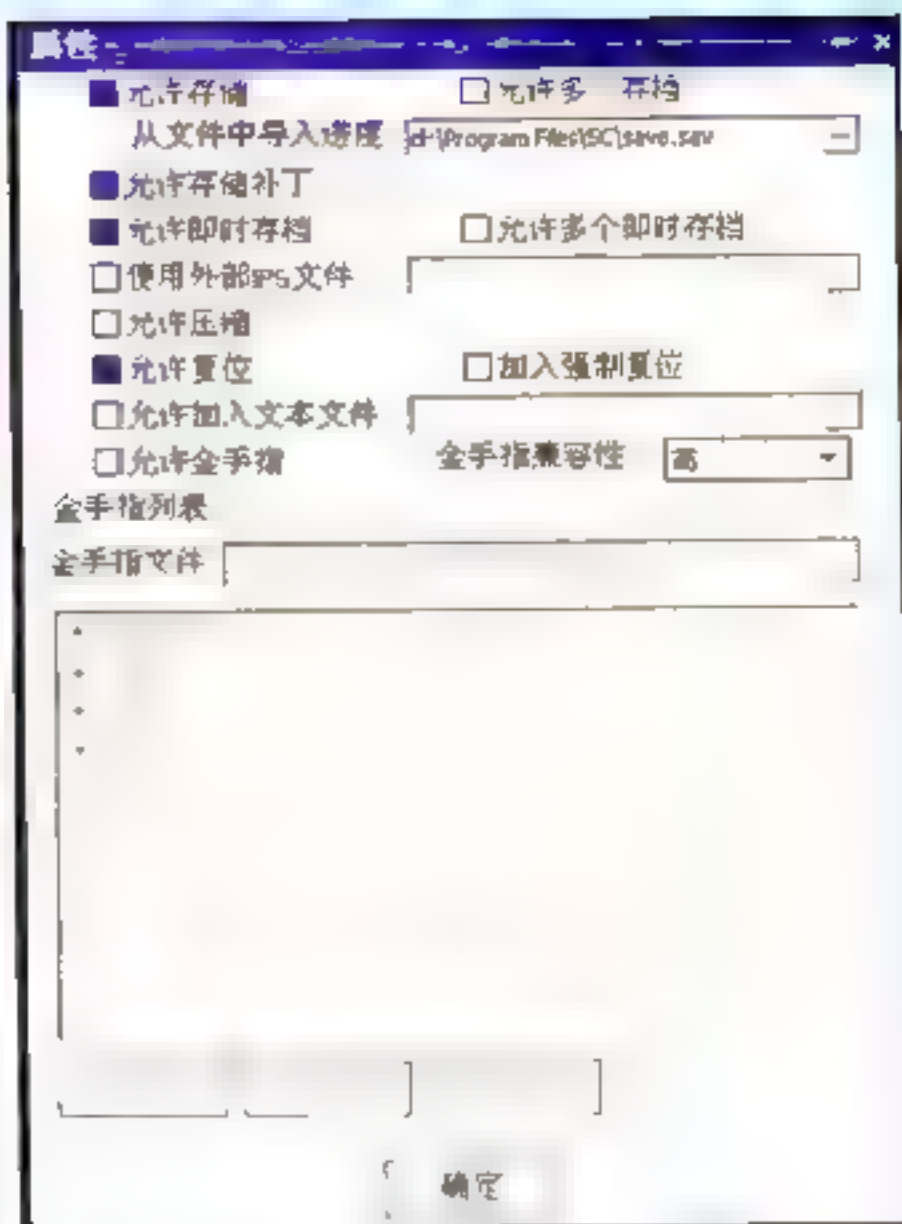 属性
允许存储 允许多 存档
从文件中导入进度 d:\Program Files\SC\save.sav
允许存储补丁
允许即时存档 允许多个即时存档
使用外部IPS文件
允许压缩
允许复位 加入强制复位
允许加入文本文件
允许金手指 金手指兼容性 高
金手指列表
金手指文件
确定